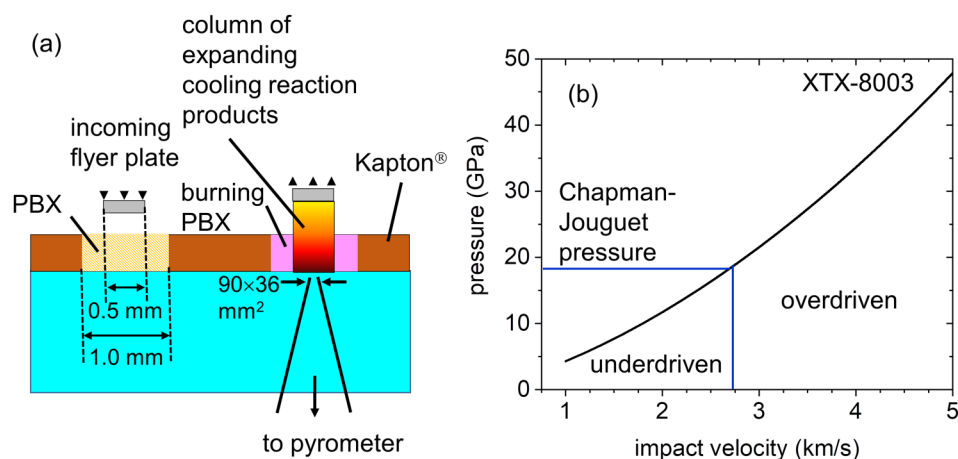 (a)
column of
expanding
cooling reaction
products
incoming
flyer plate
Kapton®
PBX
burning
PBX
90×36
mm2
0.5 mm
1.0 mm
to pyrometer
(b)
XTX-8003
50
40
30
20
10
0
pressure (GPa)
Chapman-
Jouguet
pressure
overdriven
underdriven
1
2
3
4
5
impact velocity (km/s)